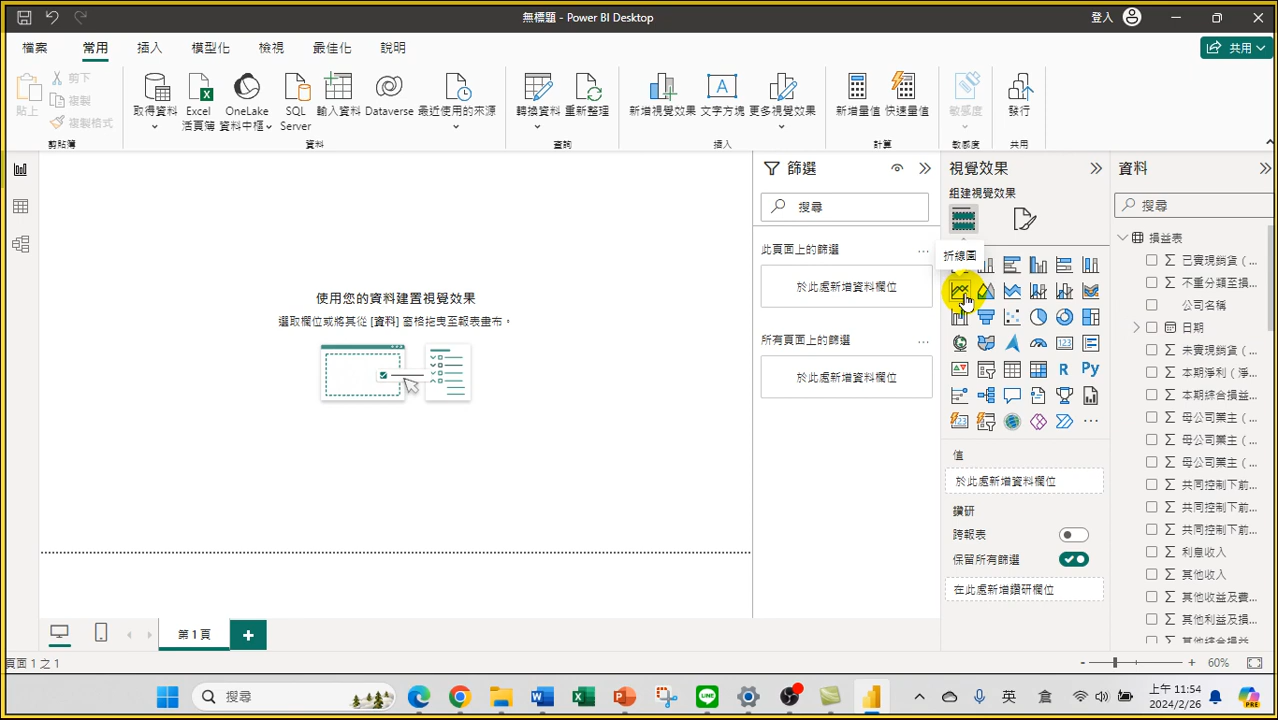 無標題 - Power BI Desktop
登入
檔案 常用 插入 模型化 檢視 最佳化 說明
共用
貼上
剪下
複製
複製格式
剪貼簿
取得資料
Excel
活頁簿
OneLake
資料中樞
SQL
Server
輸入資料
Dataverse
最近使用的來源
資料
轉換資料
重新整理
查詢
新增視覺效果
文字方塊
更多視覺效果
插入
新增量值
快速量值
計算
敏感度
敏感度
發行
共用
使用您的資料建置視覺效果
選取欄位或將其從 [資料] 窗格拖曳至報表畫布。
篩選
搜尋
此頁面上的篩選
於此處新增資料欄位
所有頁面上的篩選
於此處新增資料欄位
視覺效果
組建視覺效果
折線圖
123
R
Py
123
值
於此處新增資料欄位
鑽研
跨報表
保留所有篩選
在此處新增鑽研欄位
資料
搜尋
損益表
已實現銷貨 (...
不重分類至損...
公司名稱
日期
未實現銷貨 (...
本期淨利 (淨...
本期綜合損益...
母公司業主 (...
母公司業主 (...
母公司業主 (...
共同控制下前...
共同控制下前...
共同控制下前...
利息收入
其他收入
其他收益及費...
其他利益及損...
其他綜合損益...
第 1 頁
頁面 1 之 1
- + 60%
搜尋
英
上午 11:54
2024/2/26
PRE